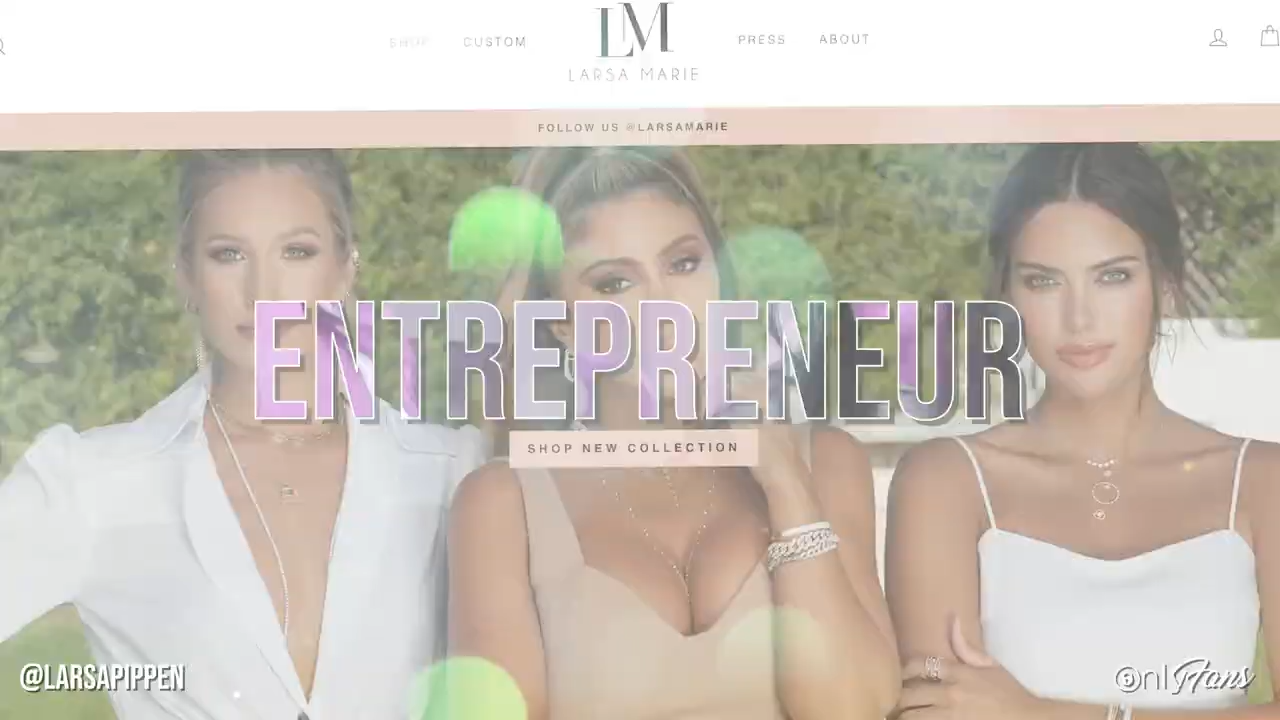 SHOP CUSTOM LM PRESS ABOUT
LARSA MARIE
FOLLOW US @LARSAMARIE
ENTREPRENEUR
SHOP NEW COLLECTION
@LARSAPIPPEN
OnlyFans